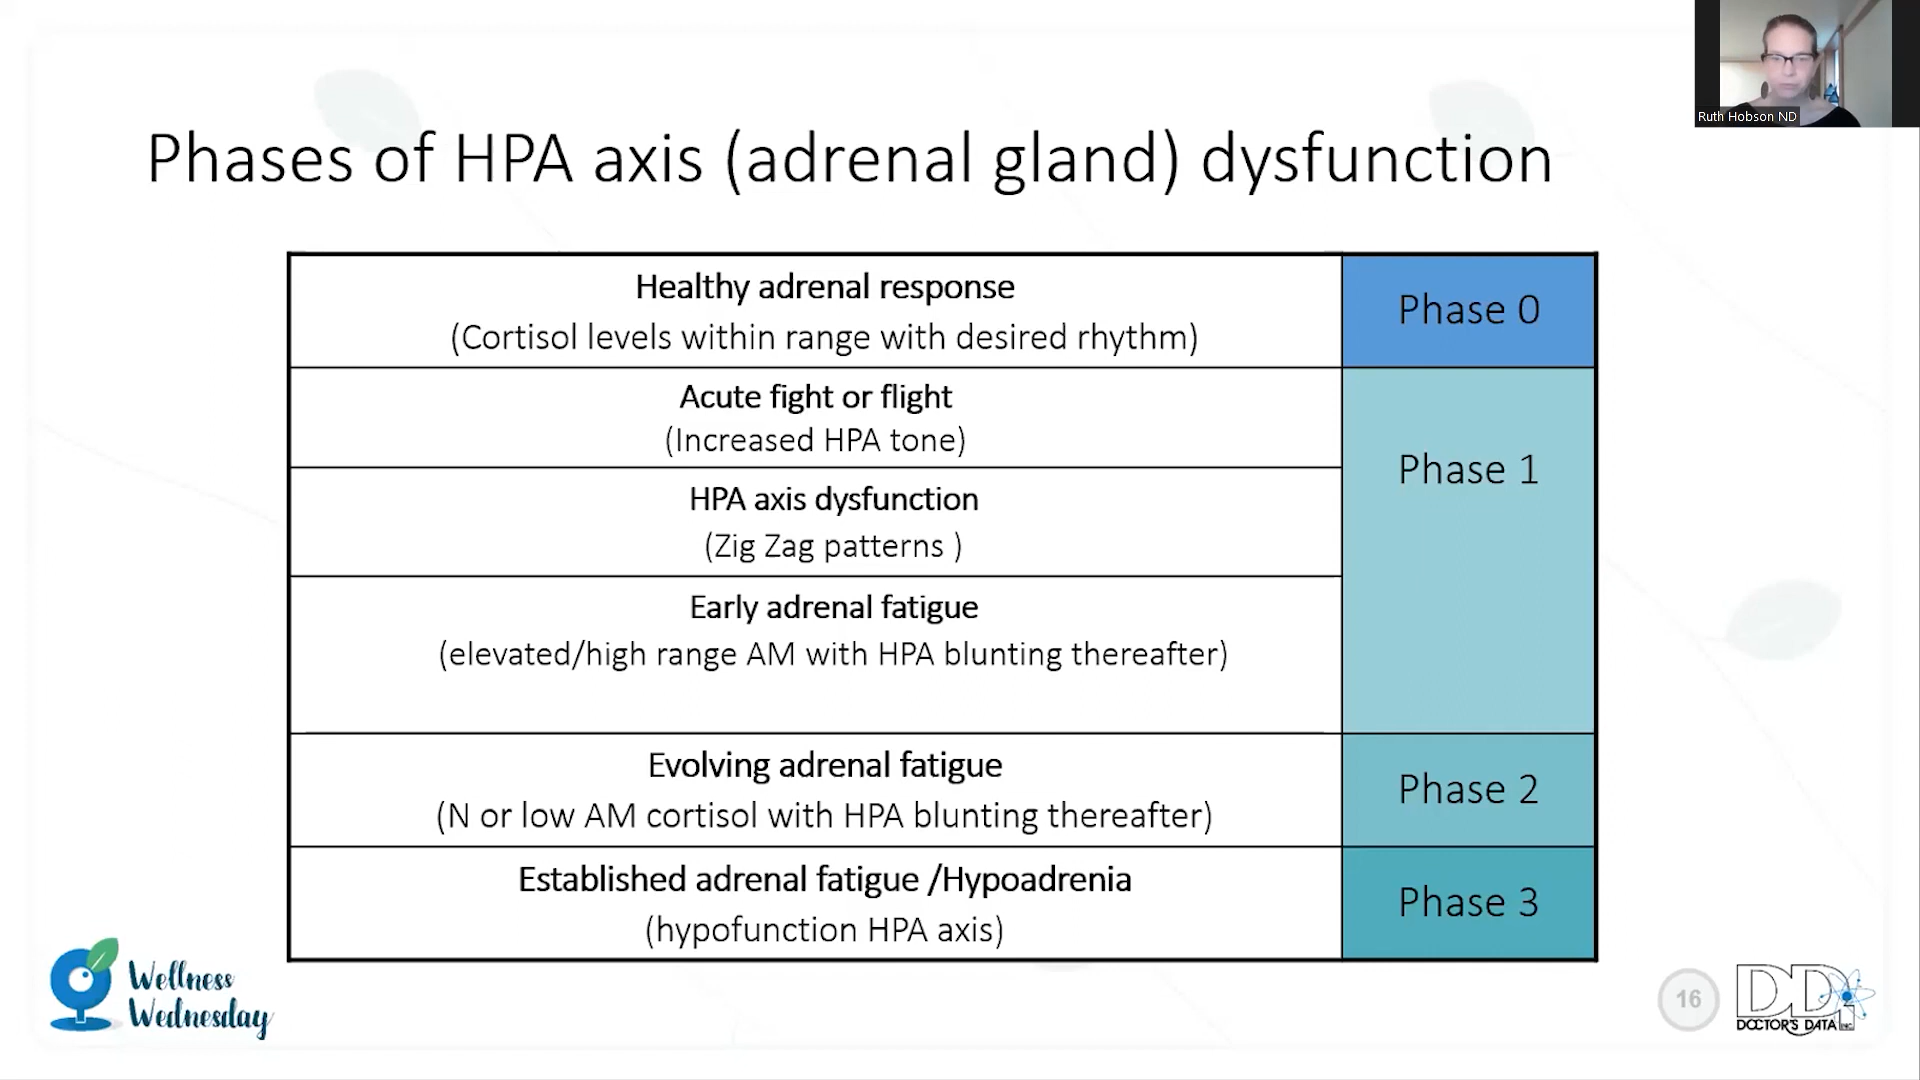 Ruth Hobson ND
Phases of HPA axis (adrenal gland) dysfunction
Healthy adrenal response
(Cortisol levels within range with desired rhythm)
Phase 0
Acute fight or flight
(Increased HPA tone)
Phase 1
HPA axis dysfunction
(Zig Zag patterns )
Early adrenal fatigue
(elevated/high range AM with HPA blunting thereafter)
Evolving adrenal fatigue
(N or low AM cortisol with HPA blunting thereafter)
Phase 2
Established adrenal fatigue /Hypoadrenia
(hypofunction HPA axis)
Phase 3
Wellness
Wednesday
16
DDI
DOCTOR'S DATA INC